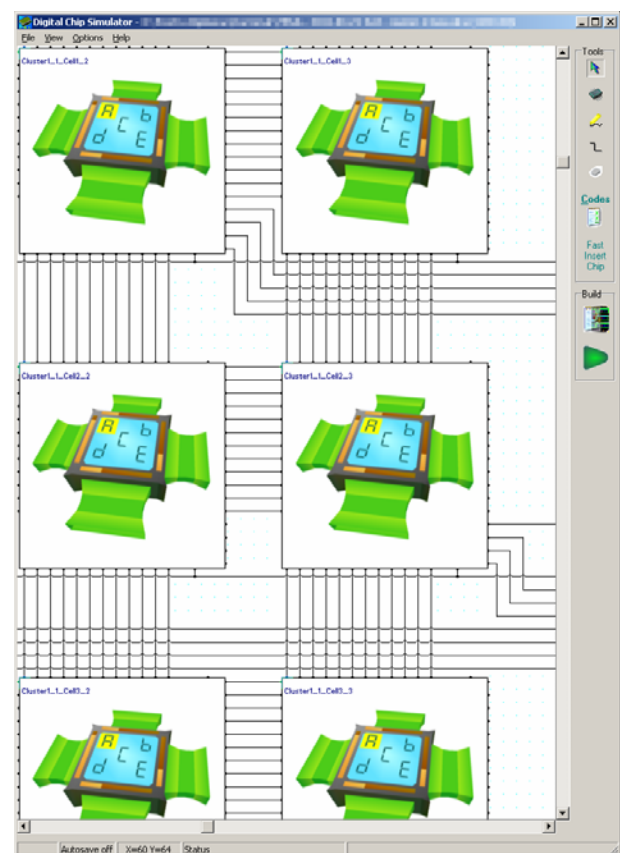 Digital Chip Simulator -
File View Options Help
Tools
Cluster1_1_Cell1_2
Cluster1_1_Cell1_3
A b
C
d E
A b
C
d E
Codes
Fast
Insert
Chip
Build
Cluster1_1_Cell2_2
Cluster1_1_Cell2_3
A b
C
d E
A b
C
d E
Cluster1_1_Cell3_2
Cluster1_1_Cell3_3
A b
C
d E
A b
C
d E
Autosave off X=60 Y=64 Status